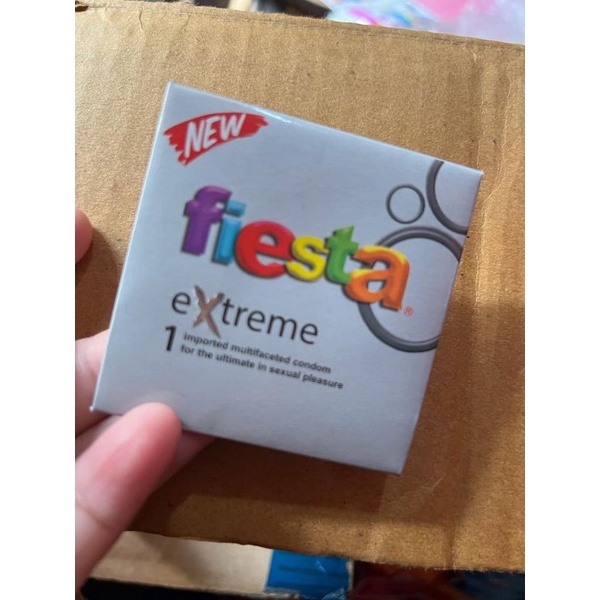 NEW
fiesta®
eXtreme
1 imported multifaceted condom
for the ultimate in sexual pleasure